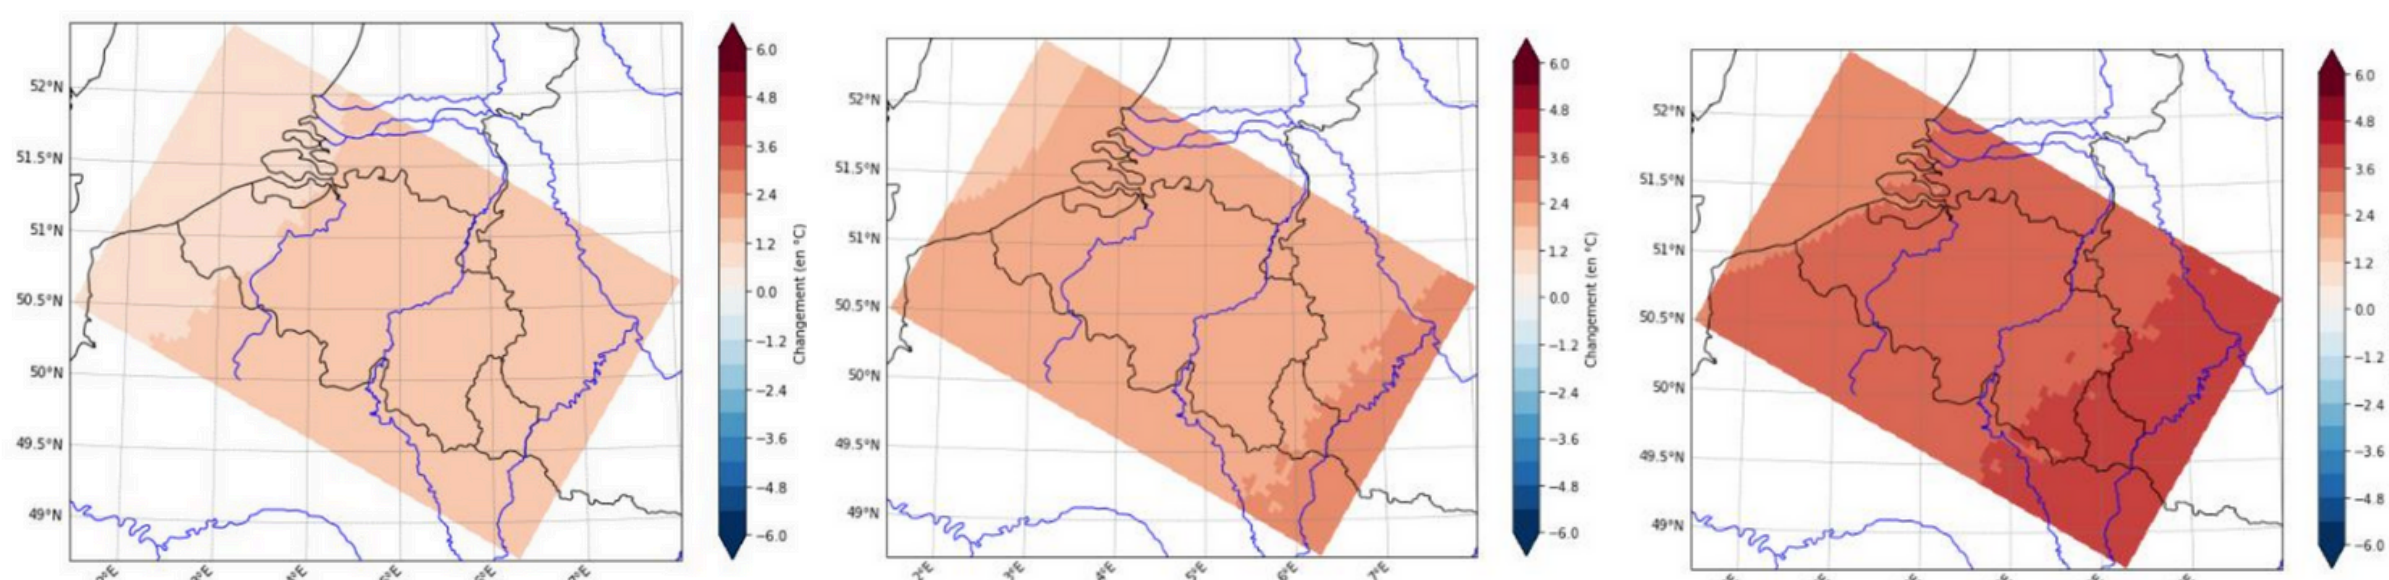 52°N
51.5°N
51°N
50.5°N
50°N
49.5°N
49°N
6.0
4.8
3.6
2.4
1.2
0.0
−1.2
−2.4
−3.6
−4.8
−6.0
Changement (en °C)
52°N
51.5°N
51°N
50.5°N
50°N
49.5°N
49°N
2°E
3°E
4°E
5°E
6°E
7°E
6.0
4.8
3.6
2.4
1.2
0.0
−1.2
−2.4
−3.6
−4.8
−6.0
Changement (en °C)
52°N
51.5°N
51°N
50.5°N
50°N
49.5°N
49°N
6.0
4.8
3.6
2.4
1.2
0.0
−1.2
−2.4
−3.6
−4.8
−6.0